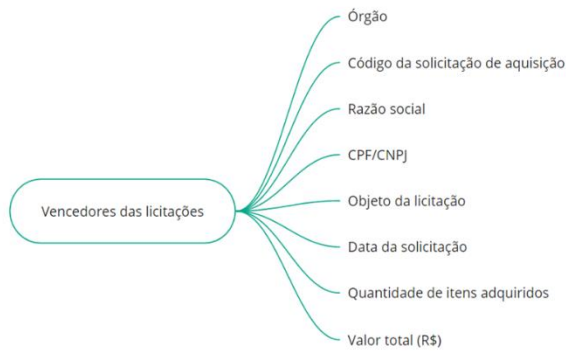 Órgão
Código da solicitação de aquisição
Razão social
CPF/CNPJ
Vencedores das licitações
Objeto da licitação
Data da solicitação
Quantidade de itens adquiridos
Valor total (R$)